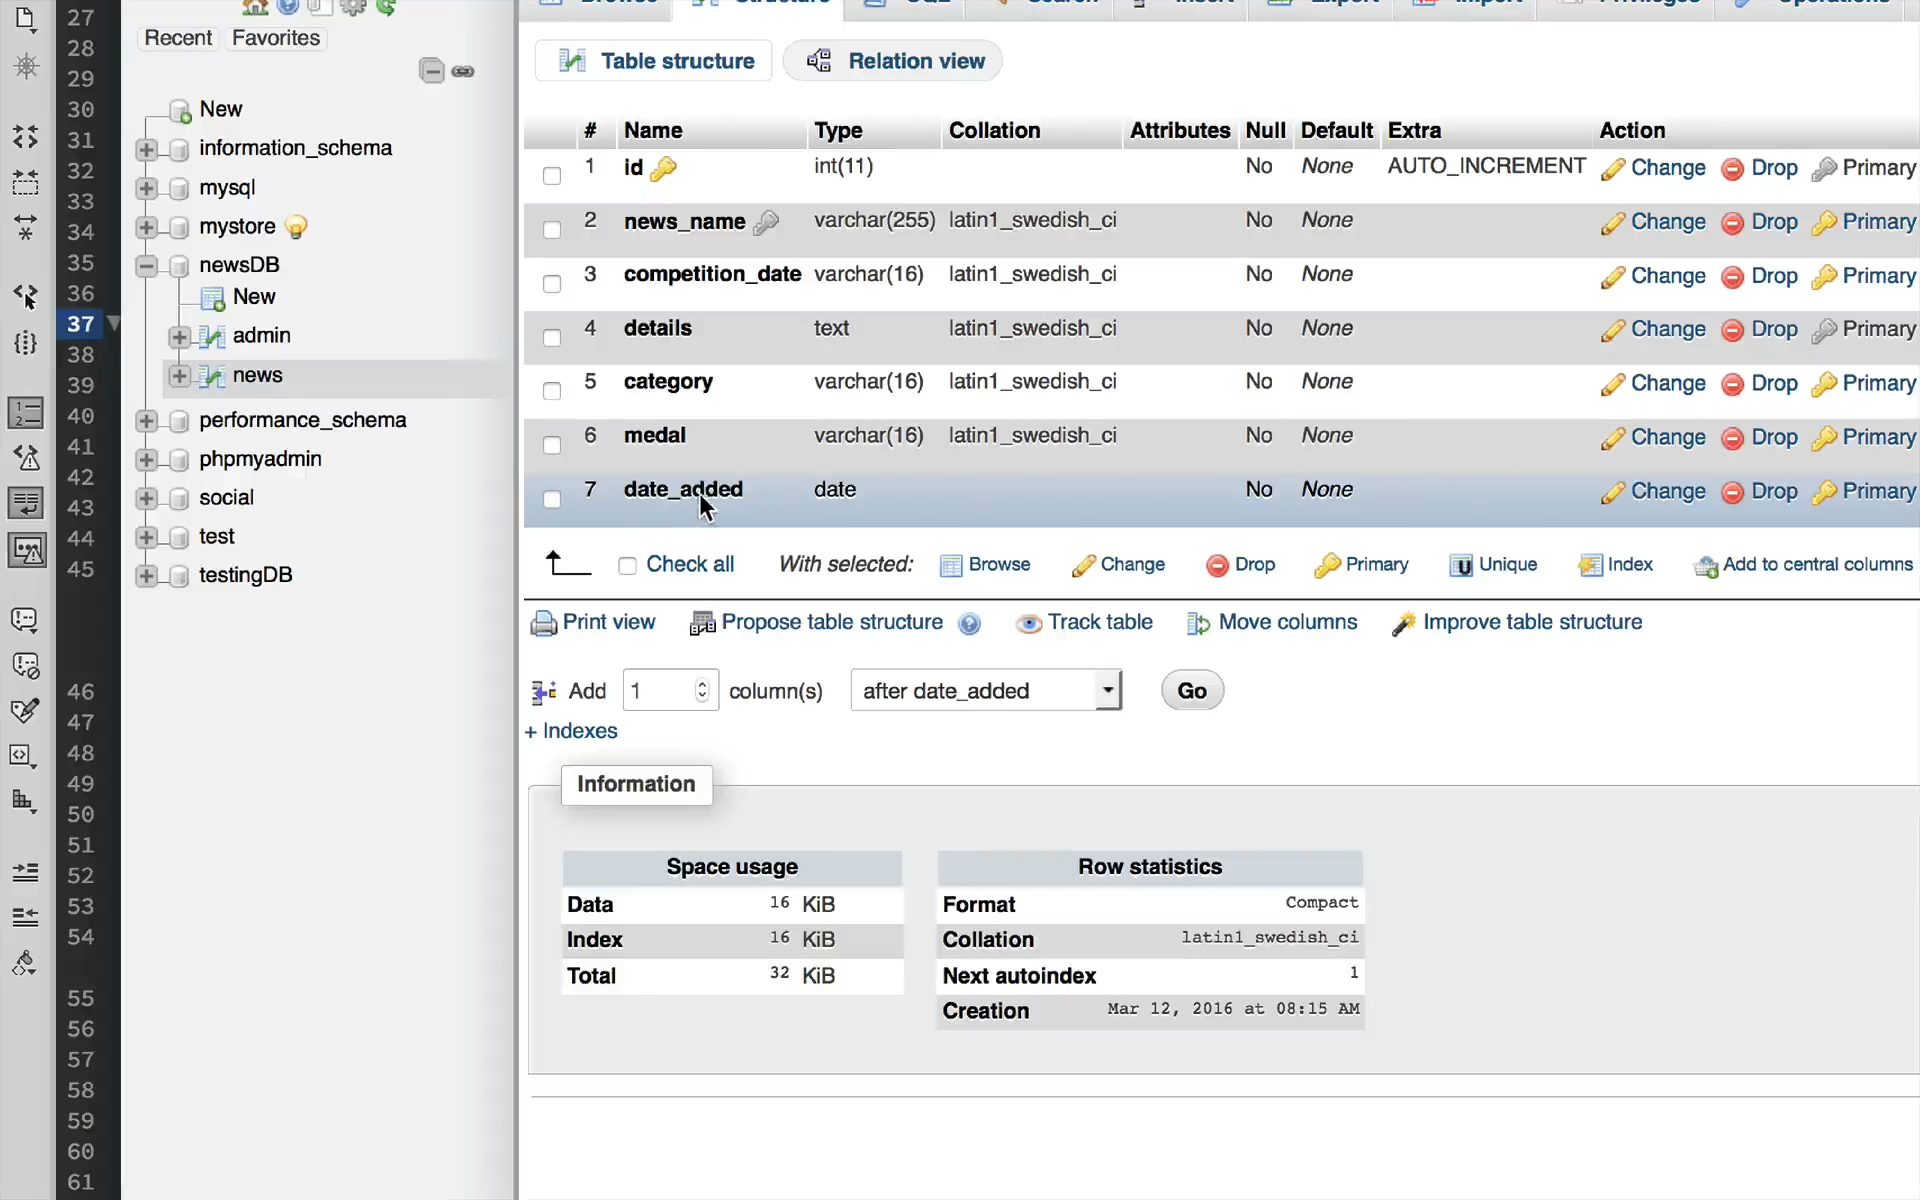 Browse Structure SQL Search Insert Export Import Privileges Operations
Recent Favorites
Table structure Relation view
New
information_schema
mysql
mystore
newsDB
New
admin
news
performance_schema
phpmyadmin
social
test
testingDB
# Name Type Collation Attributes Null Default Extra Action
1 id int(11) No None AUTO_INCREMENT Change Drop Primary
2 news_name varchar(255) latin1_swedish_ci No None Change Drop Primary
3 competition_date varchar(16) latin1_swedish_ci No None Change Drop Primary
4 details text latin1_swedish_ci No None Change Drop Primary
5 category varchar(16) latin1_swedish_ci No None Change Drop Primary
6 medal varchar(16) latin1_swedish_ci No None Change Drop Primary
7 date_added date No None Change Drop Primary
Check all With selected: Browse Change Drop Primary Unique Index Add to central columns
Print view Propose table structure Track table Move columns Improve table structure
Add 1 column(s) after date_added Go
+ Indexes
Information
Space usage
Data 16 KiB
Index 16 KiB
Total 32 KiB
Row statistics
Format Compact
Collation latin1_swedish_ci
Next autoindex 1
Creation Mar 12, 2016 at 08:15 AM
27
28
29
30
31
32
33
34
35
36
37
38
39
40
41
42
43
44
45
46
47
48
49
50
51
52
53
54
55
56
57
58
59
60
61